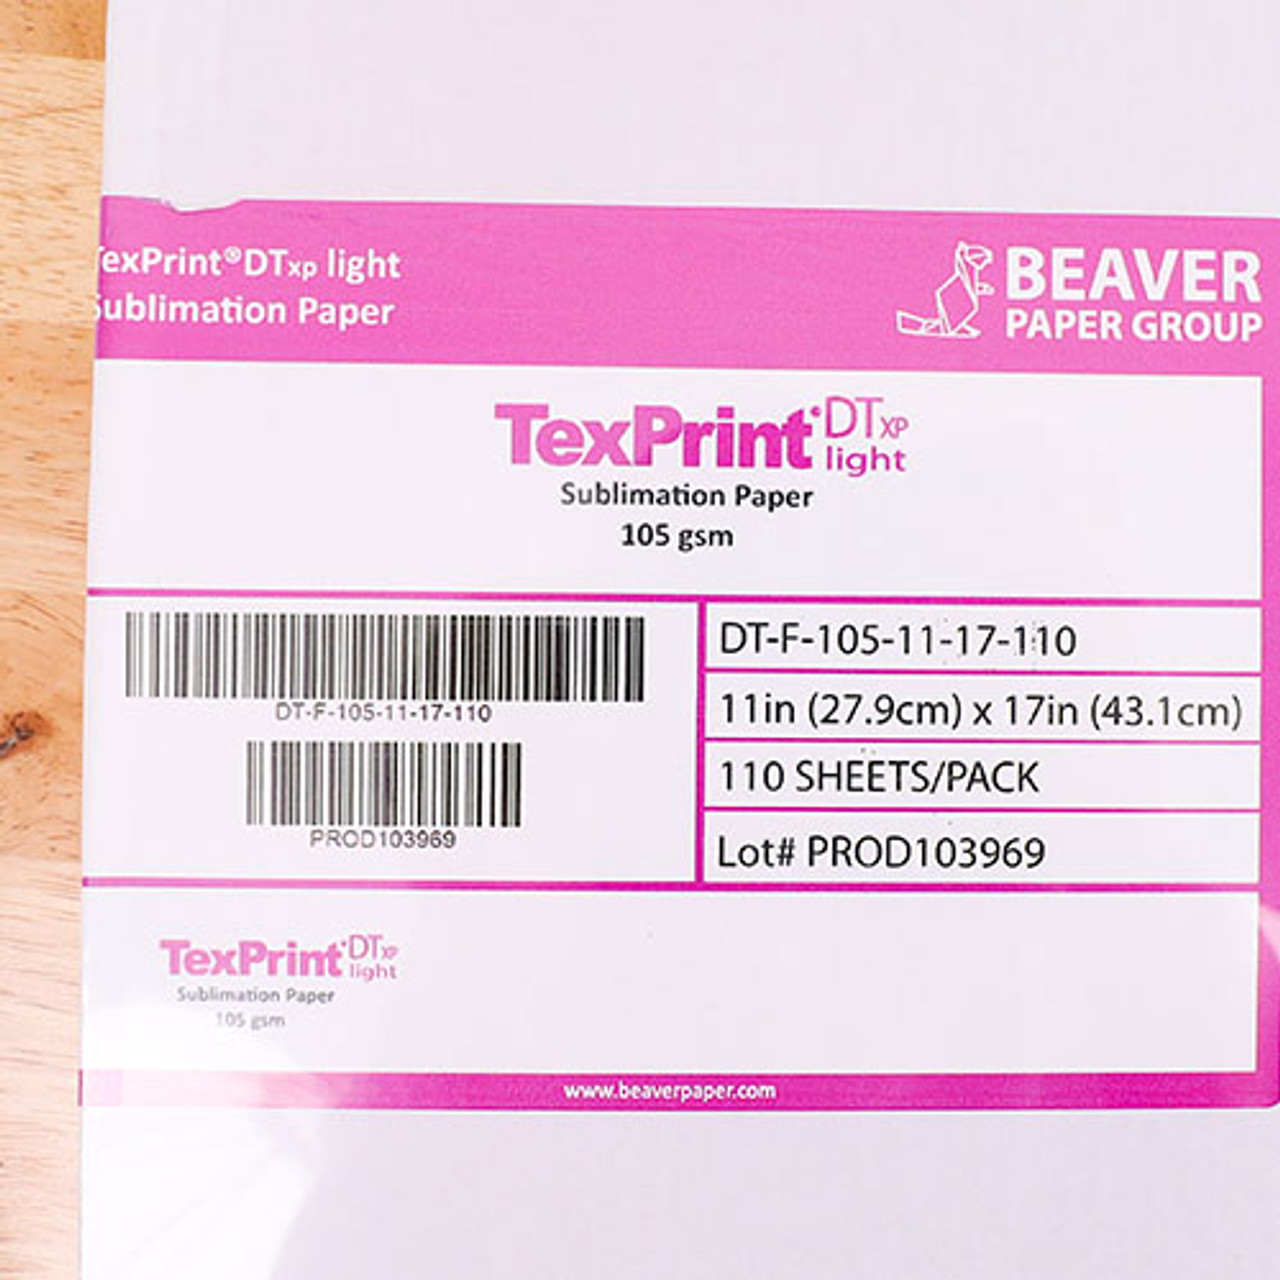 TexPrint®DTxp light
Sublimation Paper
BEAVER
PAPER GROUP
TexPrint® DTXP
light
Sublimation Paper
105 gsm
DT-F-105-11-17-110
PROD103969
DT-F-105-11-17-110
11in (27.9cm) x 17in (43.1cm)
110 SHEETS/PACK
Lot# PROD103969
TexPrint® DTXP
light
Sublimation Paper
105 gsm
www.beaverpaper.com